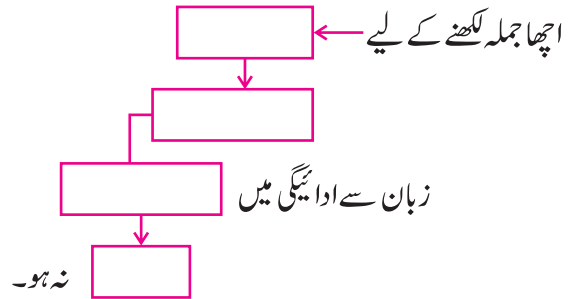 اچھا جملہ لکھنے کے لیے
زبان سے ادائیگی میں
نہ ہو۔